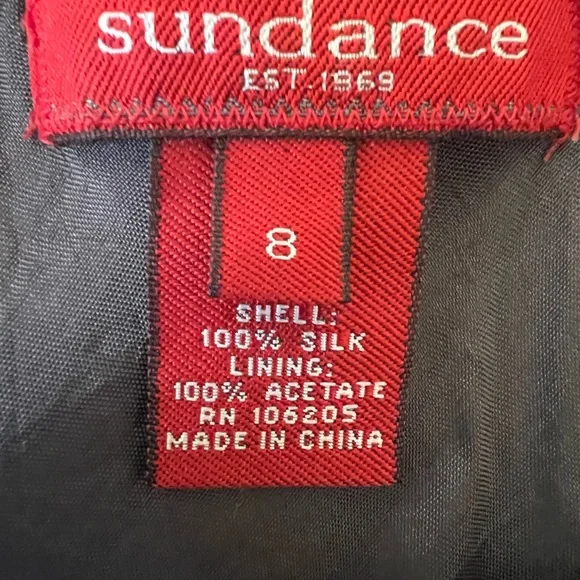 sundance
EST. 1969
8
SHELL:
100% SILK
LINING:
100% ACETATE
RN 106205
MADE IN CHINA